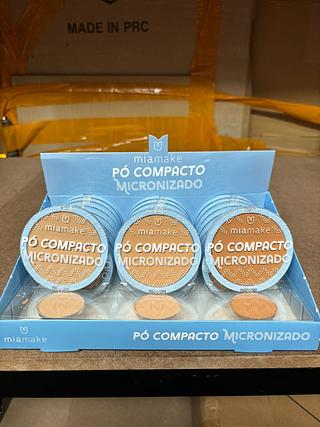 MADE IN PRC
miamake
PÓ COMPACTO
MICRONIZADO
miamake
PÓ COMPACTO
MICRONIZADO
miamake
PÓ COMPACTO
MICRONIZADO
miamake
PÓ COMPACTO
MICRONIZADO
miamake
PÓ COMPACTO MICRONIZADO